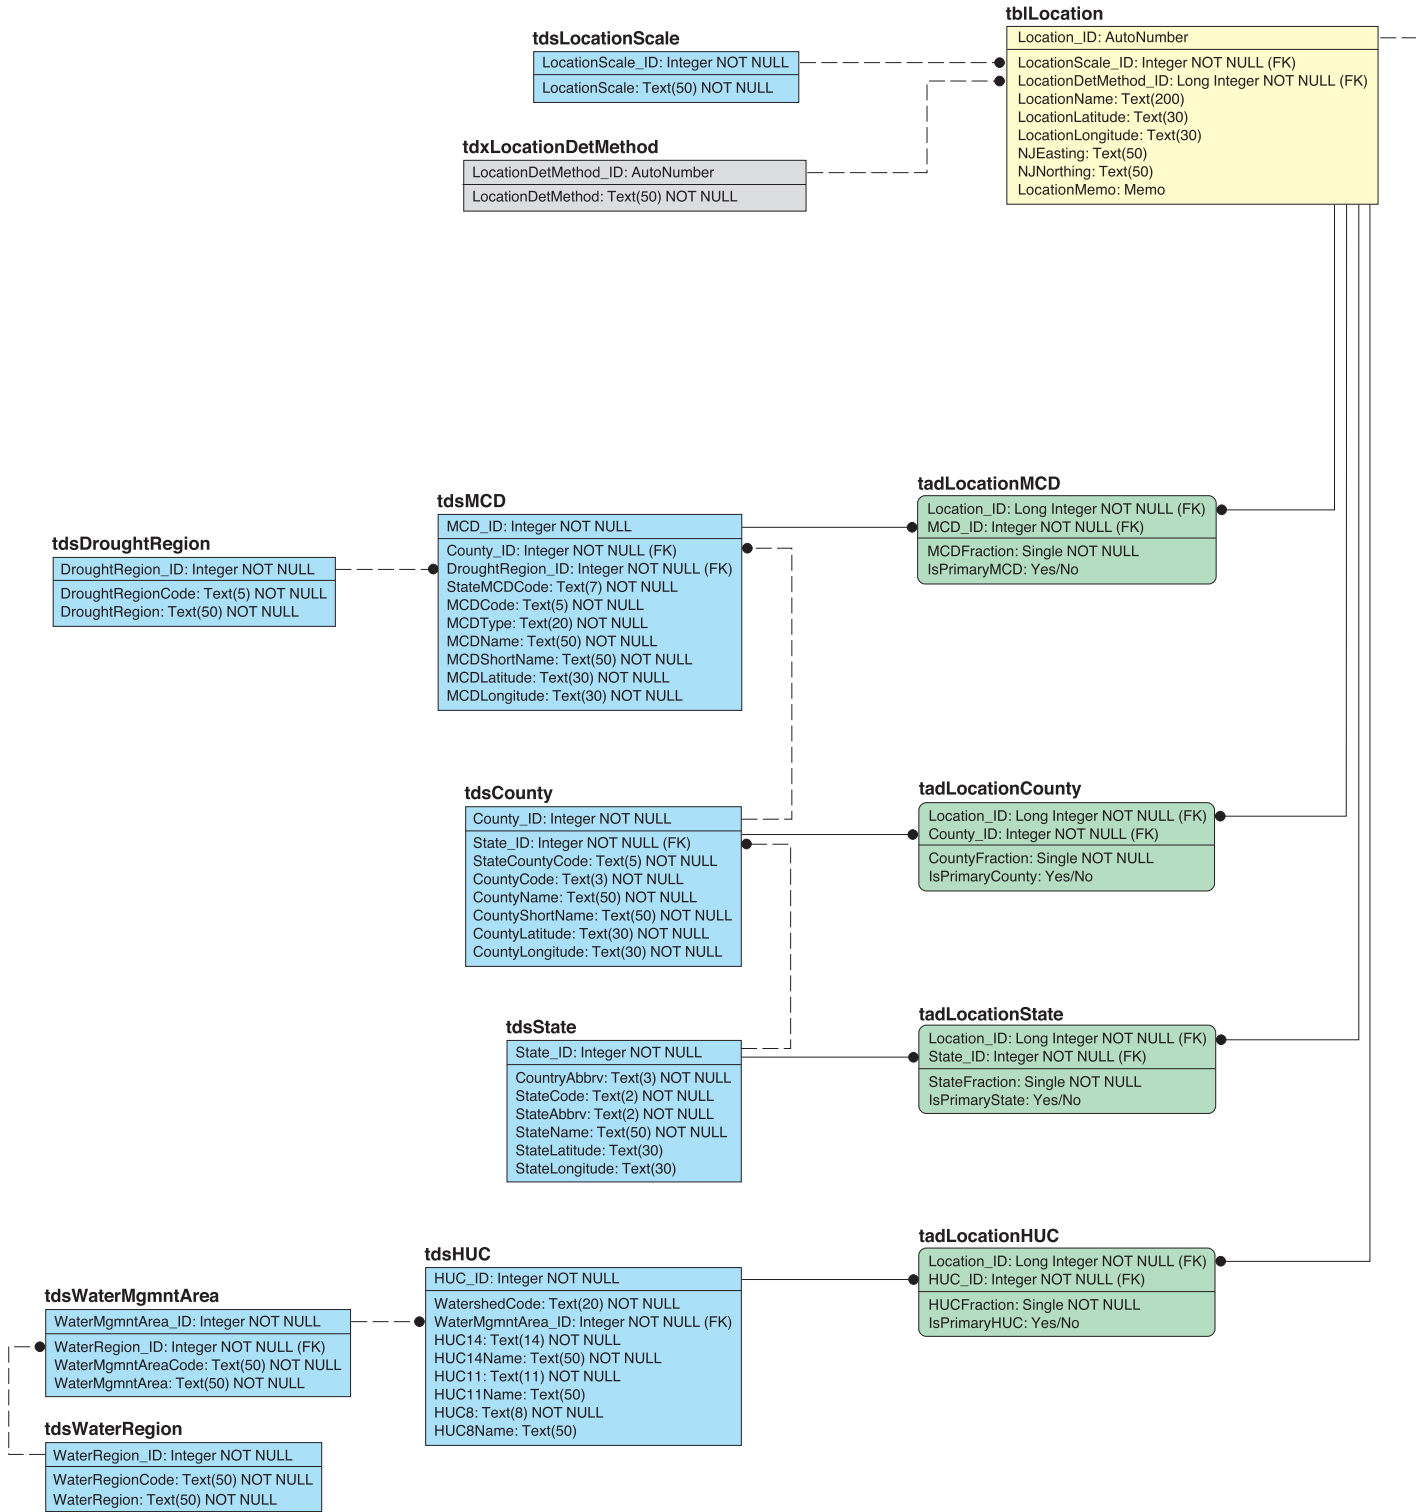 tblLocation
Location_ID: AutoNumber
LocationScale_ID: Integer NOT NULL (FK)
LocationDetMethod_ID: Long Integer NOT NULL (FK)
LocationName: Text(200)
LocationLatitude: Text(30)
LocationLongitude: Text(30)
NJEasting: Text(50)
NJNorthing: Text(50)
LocationMemo: Memo
tdsLocationScale
LocationScale_ID: Integer NOT NULL
LocationScale: Text(50) NOT NULL
tdxLocationDetMethod
LocationDetMethod_ID: AutoNumber
LocationDetMethod: Text(50) NOT NULL
tadLocationMCD
Location_ID: Long Integer NOT NULL (FK)
MCD_ID: Integer NOT NULL (FK)
MCDFraction: Single NOT NULL
IsPrimaryMCD: Yes/No
tdsMCD
MCD_ID: Integer NOT NULL
County_ID: Integer NOT NULL (FK)
DroughtRegion_ID: Integer NOT NULL (FK)
StateMCDCode: Text(7) NOT NULL
MCDCode: Text(5) NOT NULL
MCDType: Text(20) NOT NULL
MCDName: Text(50) NOT NULL
MCDShortName: Text(50) NOT NULL
MCDLatitude: Text(30) NOT NULL
MCDLongitude: Text(30) NOT NULL
tdsDroughtRegion
DroughtRegion_ID: Integer NOT NULL
DroughtRegionCode: Text(5) NOT NULL
DroughtRegion: Text(50) NOT NULL
tdsCounty
County_ID: Integer NOT NULL
State_ID: Integer NOT NULL (FK)
StateCountyCode: Text(5) NOT NULL
CountyCode: Text(3) NOT NULL
CountyName: Text(50) NOT NULL
CountyShortName: Text(50) NOT NULL
CountyLatitude: Text(30) NOT NULL
CountyLongitude: Text(30) NOT NULL
tadLocationCounty
Location_ID: Long Integer NOT NULL (FK)
County_ID: Integer NOT NULL (FK)
CountyFraction: Single NOT NULL
IsPrimaryCounty: Yes/No
tdsState
State_ID: Integer NOT NULL
CountryAbbrv: Text(3) NOT NULL
StateCode: Text(2) NOT NULL
StateAbbrv: Text(2) NOT NULL
StateName: Text(50) NOT NULL
StateLatitude: Text(30)
StateLongitude: Text(30)
tadLocationState
Location_ID: Long Integer NOT NULL (FK)
State_ID: Integer NOT NULL (FK)
StateFraction: Single NOT NULL
IsPrimaryState: Yes/No
tadLocationHUC
Location_ID: Long Integer NOT NULL (FK)
HUC_ID: Integer NOT NULL (FK)
HUCFraction: Single NOT NULL
IsPrimaryHUC: Yes/No
tdsHUC
HUC_ID: Integer NOT NULL
WatershedCode: Text(20) NOT NULL
WaterMgmntArea_ID: Integer NOT NULL (FK)
HUC14: Text(14) NOT NULL
HUC14Name: Text(50) NOT NULL
HUC11: Text(11) NOT NULL
HUC11Name: Text(50)
HUC8: Text(8) NOT NULL
HUC8Name: Text(50)
tdsWaterMgmntArea
WaterMgmntArea_ID: Integer NOT NULL
WaterRegion_ID: Integer NOT NULL (FK)
WaterMgmntAreaCode: Text(50) NOT NULL
WaterMgmntArea: Text(50) NOT NULL
tdsWaterRegion
WaterRegion_ID: Integer NOT NULL
WaterRegionCode: Text(50) NOT NULL
WaterRegion: Text(50) NOT NULL